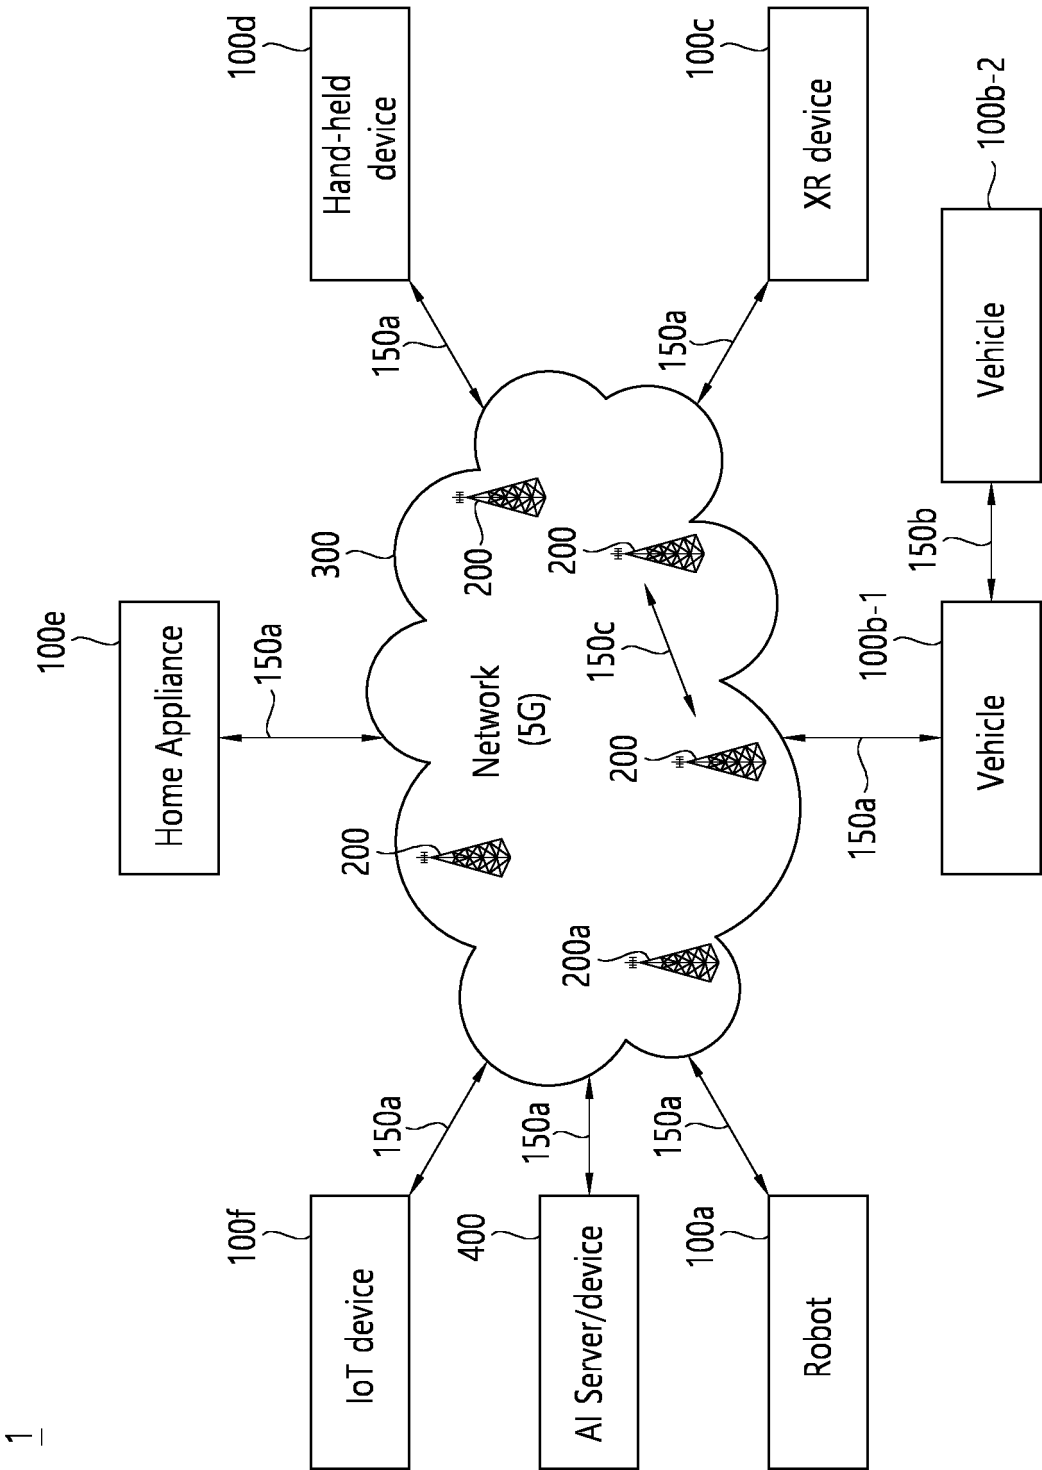 1
100e
Home Appliance
100f
100d
150a
300
Hand-held
device
200
IoT device
150a
150a
400
200
Network
(5G)
150a
200
200a
AI Server/device
150c
200
150a
150a
100a
100c
Robot
XR device
150a
100b-1
150b
Vehicle
Vehicle
100b-2